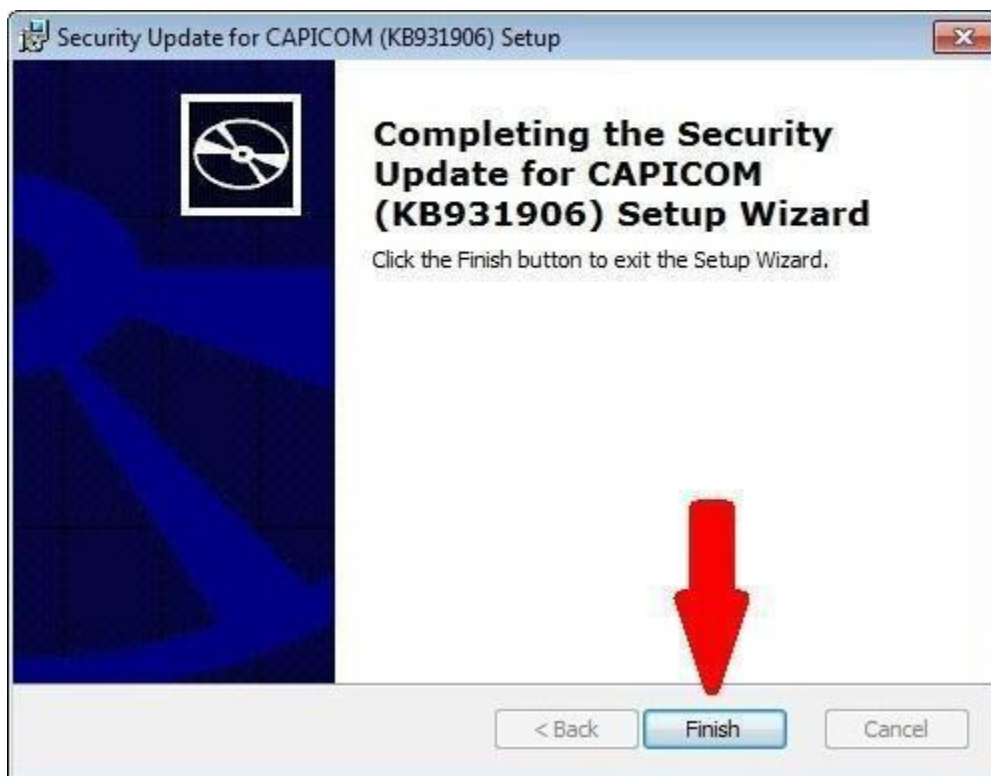 Security Update for CAPICOM (KB931906) Setup
Completing the Security
Update for CAPICOM
(KB931906) Setup Wizard
Click the Finish button to exit the Setup Wizard.
< Back
Finish
Cancel